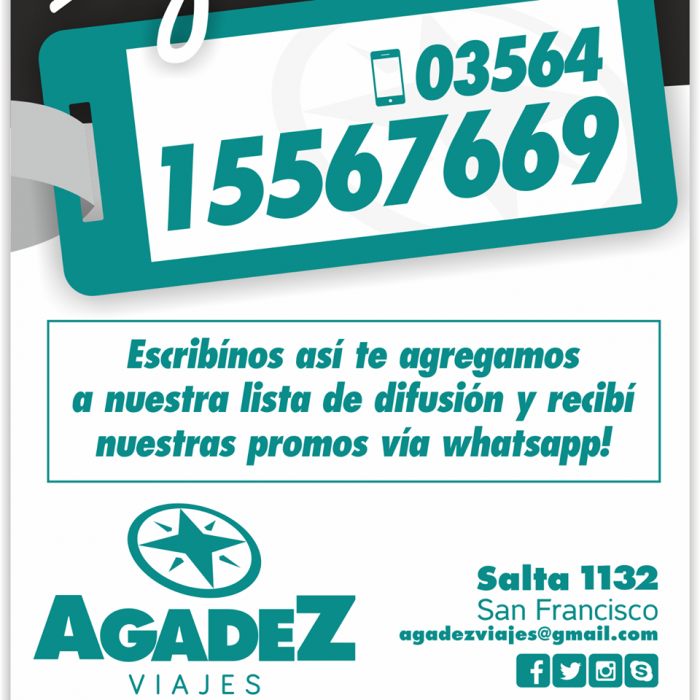 03564
15567669
Escribínos así te agregamos
a nuestra lista de difusión y recibí
nuestras promos vía whatsapp!
AGADEZ
VIAJES
Salta 1132
San Francisco
agadezviajes@gmail.com